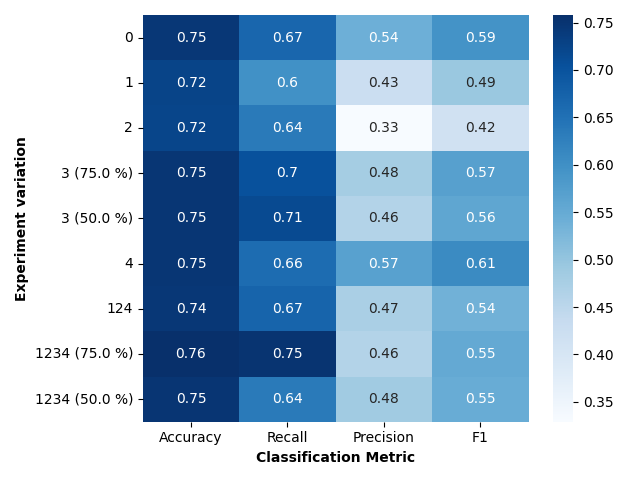 0 0.75 0.67 0.54 0.59
1 0.72 0.6 0.43 0.49
2 0.72 0.64 0.33 0.42
3 (75.0 %) 0.75 0.7 0.48 0.57
3 (50.0 %) 0.75 0.71 0.46 0.56
4 0.75 0.66 0.57 0.61
124 0.74 0.67 0.47 0.54
1234 (75.0 %) 0.76 0.75 0.46 0.55
1234 (50.0 %) 0.75 0.64 0.48 0.55
Accuracy Recall Precision F1
Classification Metric
Experiment variation
0.75
0.70
0.65
0.60
0.55
0.50
0.45
0.40
0.35